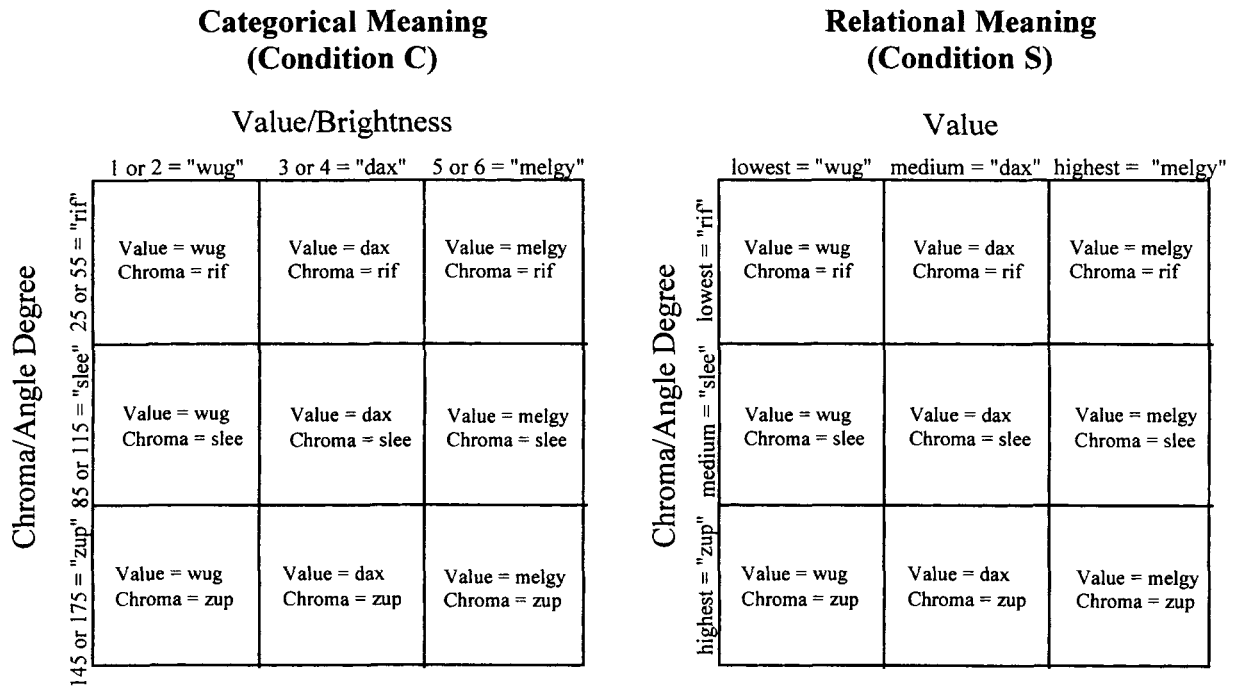 Categorical Meaning
(Condition C)
Value/Brightness
1 or 2 = "wug" 3 or 4 = "dax" 5 or 6 = "melgy"
Chroma/Angle Degree
25 or 55 = "rif"
85 or 115 = "slee"
145 or 175 = "zup"
Value = wug
Chroma = rif
Value = dax
Chroma = rif
Value = melgy
Chroma = rif
Value = wug
Chroma = slee
Value = dax
Chroma = slee
Value = melgy
Chroma = slee
Value = wug
Chroma = zup
Value = dax
Chroma = zup
Value = melgy
Chroma = zup
Relational Meaning
(Condition S)
Value
lowest = "wug" medium = "dax" highest = "melgy"
Chroma/Angle Degree
lowest = "rif"
medium = "slee"
highest = "zup"
Value = wug
Chroma = rif
Value = dax
Chroma = rif
Value = melgy
Chroma = rif
Value = wug
Chroma = slee
Value = dax
Chroma = slee
Value = melgy
Chroma = slee
Value = wug
Chroma = zup
Value = dax
Chroma = zup
Value = melgy
Chroma = zup